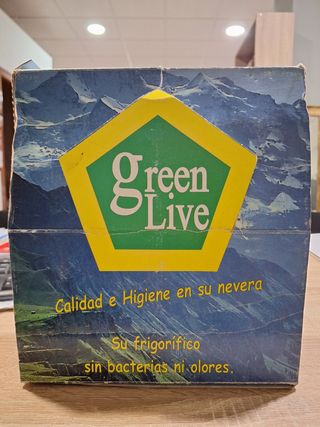 green
Live
Calidad e Higiene en su nevera
Su frigorífico
sin bacterias ni olores.